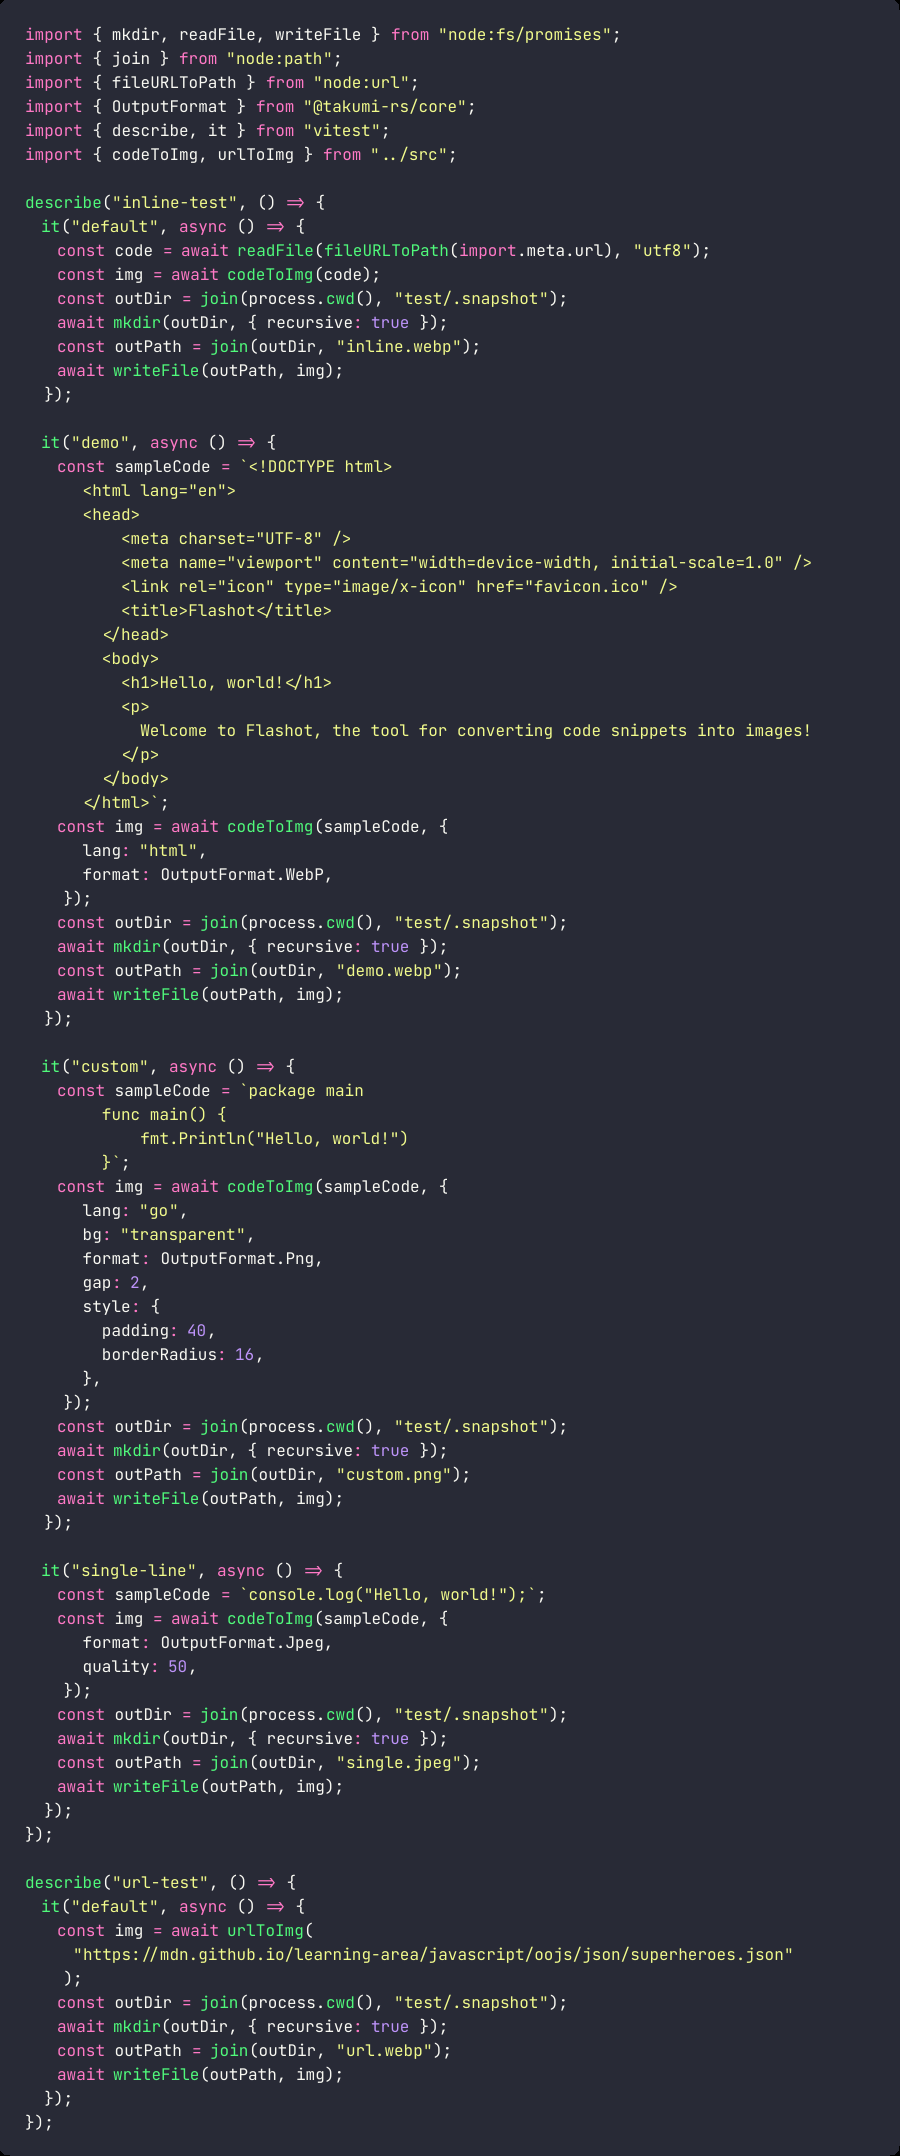 import { mkdir, readFile, writeFile } from "node:fs/promises";
import { join } from "node:path";
import { fileURLToPath } from "node:url";
import { OutputFormat } from "@takumi-rs/core";
import { describe, it } from "vitest";
import { codeToImg, urlToImg } from "../src";

describe("inline-test", () => {
  it("default", async () => {
    const code = await readFile(fileURLToPath(import.meta.url), "utf8");
    const img = await codeToImg(code);
    const outDir = join(process.cwd(), "test/.snapshot");
    await mkdir(outDir, { recursive: true });
    const outPath = join(outDir, "inline.webp");
    await writeFile(outPath, img);
  });

  it("demo", async () => {
    const sampleCode = `<!DOCTYPE html>
      <html lang="en">
      <head>
          <meta charset="UTF-8" />
          <meta name="viewport" content="width=device-width, initial-scale=1.0" />
          <link rel="icon" type="image/x-icon" href="favicon.ico" />
          <title>Flashot</title>
        </head>
        <body>
          <h1>Hello, world!</h1>
          <p>
            Welcome to Flashot, the tool for converting code snippets into images!
          </p>
        </body>
      </html>`;
    const img = await codeToImg(sampleCode, {
      lang: "html",
      format: OutputFormat.WebP,
    });
    const outDir = join(process.cwd(), "test/.snapshot");
    await mkdir(outDir, { recursive: true });
    const outPath = join(outDir, "demo.webp");
    await writeFile(outPath, img);
  });

  it("custom", async () => {
    const sampleCode = `package main
        func main() {
            fmt.Println("Hello, world!")
        }`;
    const img = await codeToImg(sampleCode, {
      lang: "go",
      bg: "transparent",
      format: OutputFormat.Png,
      gap: 2,
      style: {
        padding: 40,
        borderRadius: 16,
      },
    });
    const outDir = join(process.cwd(), "test/.snapshot");
    await mkdir(outDir, { recursive: true });
    const outPath = join(outDir, "custom.png");
    await writeFile(outPath, img);
  });

  it("single-line", async () => {
    const sampleCode = `console.log("Hello, world!");`;
    const img = await codeToImg(sampleCode, {
      format: OutputFormat.Jpeg,
      quality: 50,
    });
    const outDir = join(process.cwd(), "test/.snapshot");
    await mkdir(outDir, { recursive: true });
    const outPath = join(outDir, "single.jpeg");
    await writeFile(outPath, img);
  });
});

describe("url-test", () => {
  it("default", async () => {
    const img = await urlToImg(
      "https://mdn.github.io/learning-area/javascript/oojs/json/superheroes.json"
    );
    const outDir = join(process.cwd(), "test/.snapshot");
    await mkdir(outDir, { recursive: true });
    const outPath = join(outDir, "url.webp");
    await writeFile(outPath, img);
  });
});